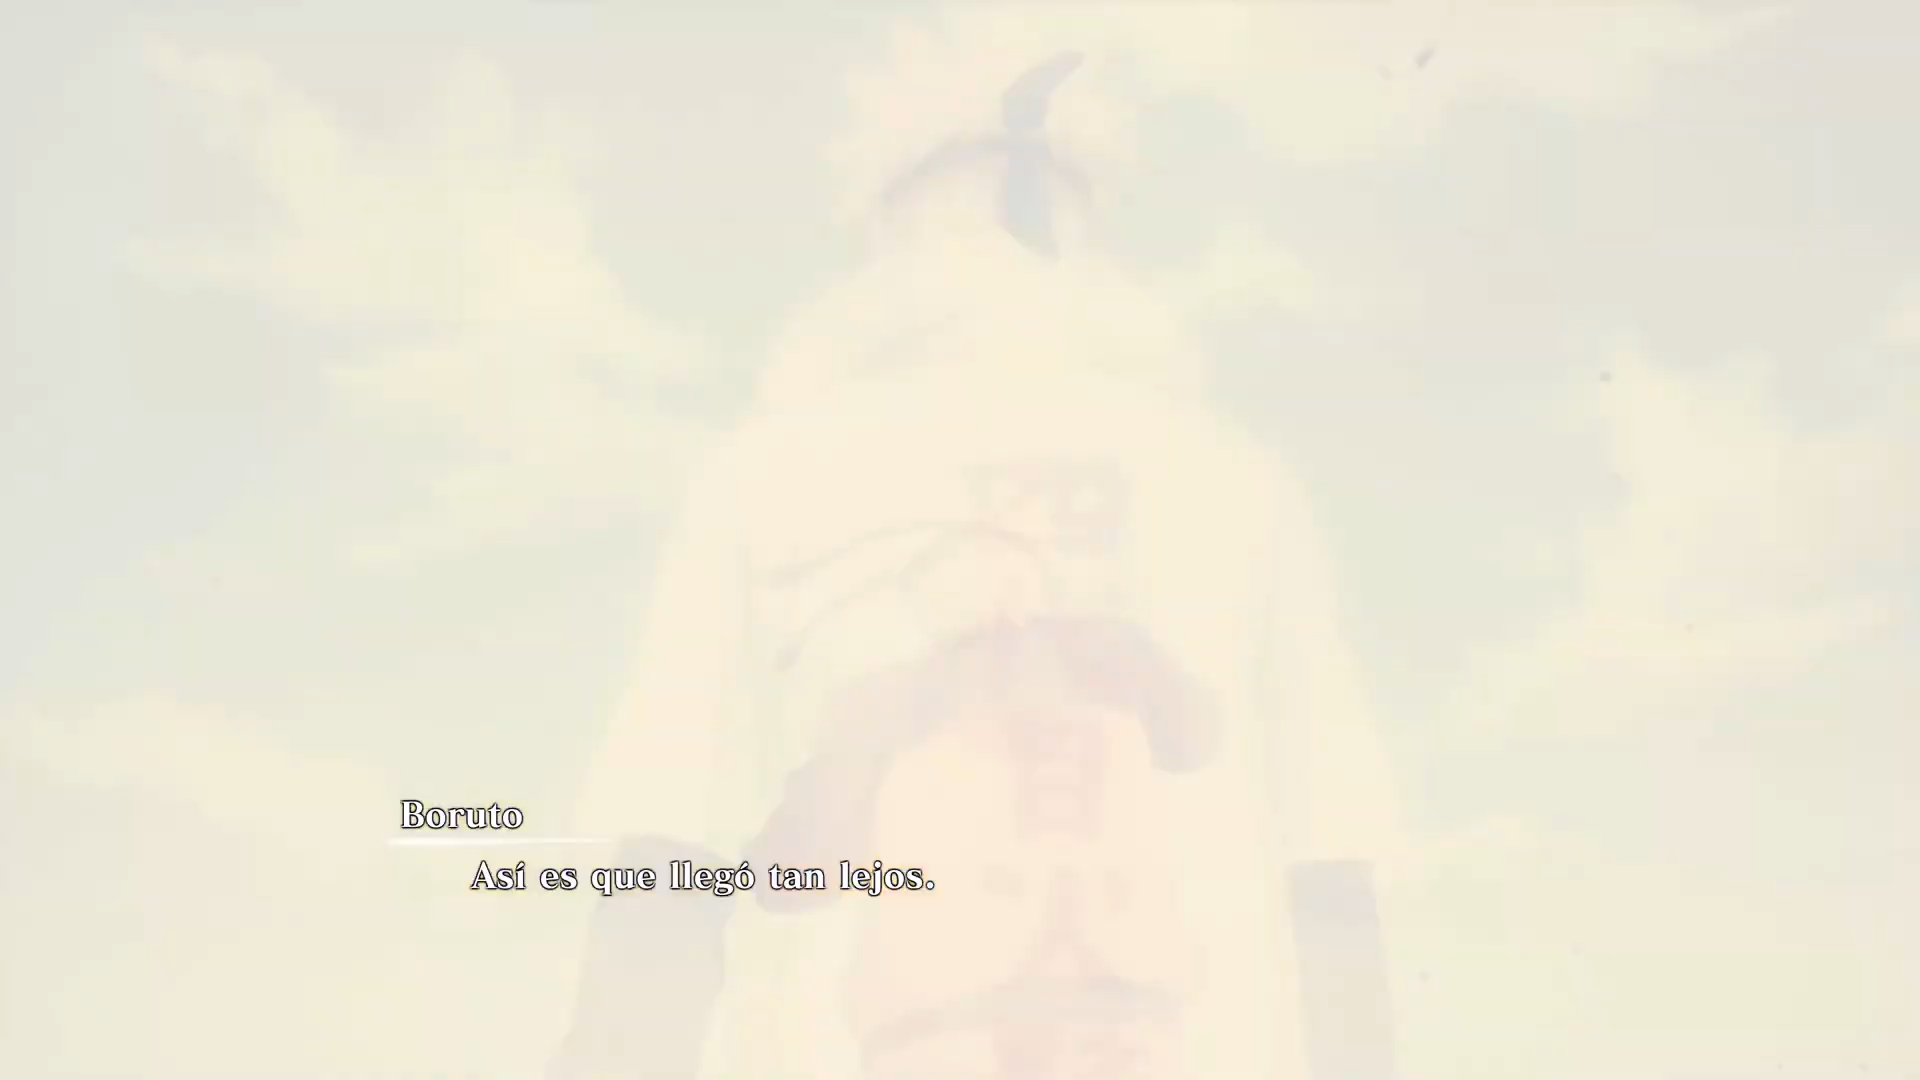 Boruto
Así es que llegó tan lejos.